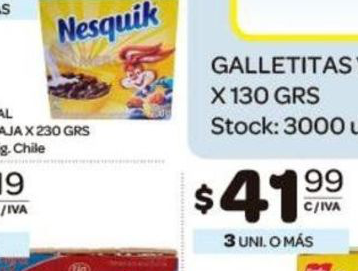 AS
Nesquik
AL
AJA X 230 GRS
g. Chile
19
/IVA
GALLETITAS
X 130 GRS
Stock: 3000 u
$41 99
C/IVA
3 UNI. O MÁS